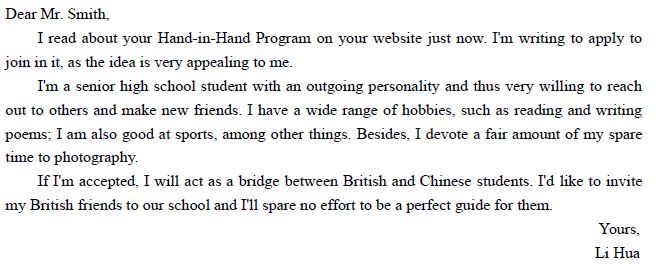 Dear Mr. Smith,
I read about your Hand-in-Hand Program on your website just now. I'm writing to apply to
join in it, as the idea is very appealing to me.
I'm a senior high school student with an outgoing personality and thus very willing to reach
out to others and make new friends. I have a wide range of hobbies, such as reading and writing
poems; I am also good at sports, among other things. Besides, I devote a fair amount of my spare
time to photography.
If I'm accepted, I will act as a bridge between British and Chinese students. I'd like to invite
my British friends to our school and I'll spare no effort to be a perfect guide for them.
Yours,
Li Hua